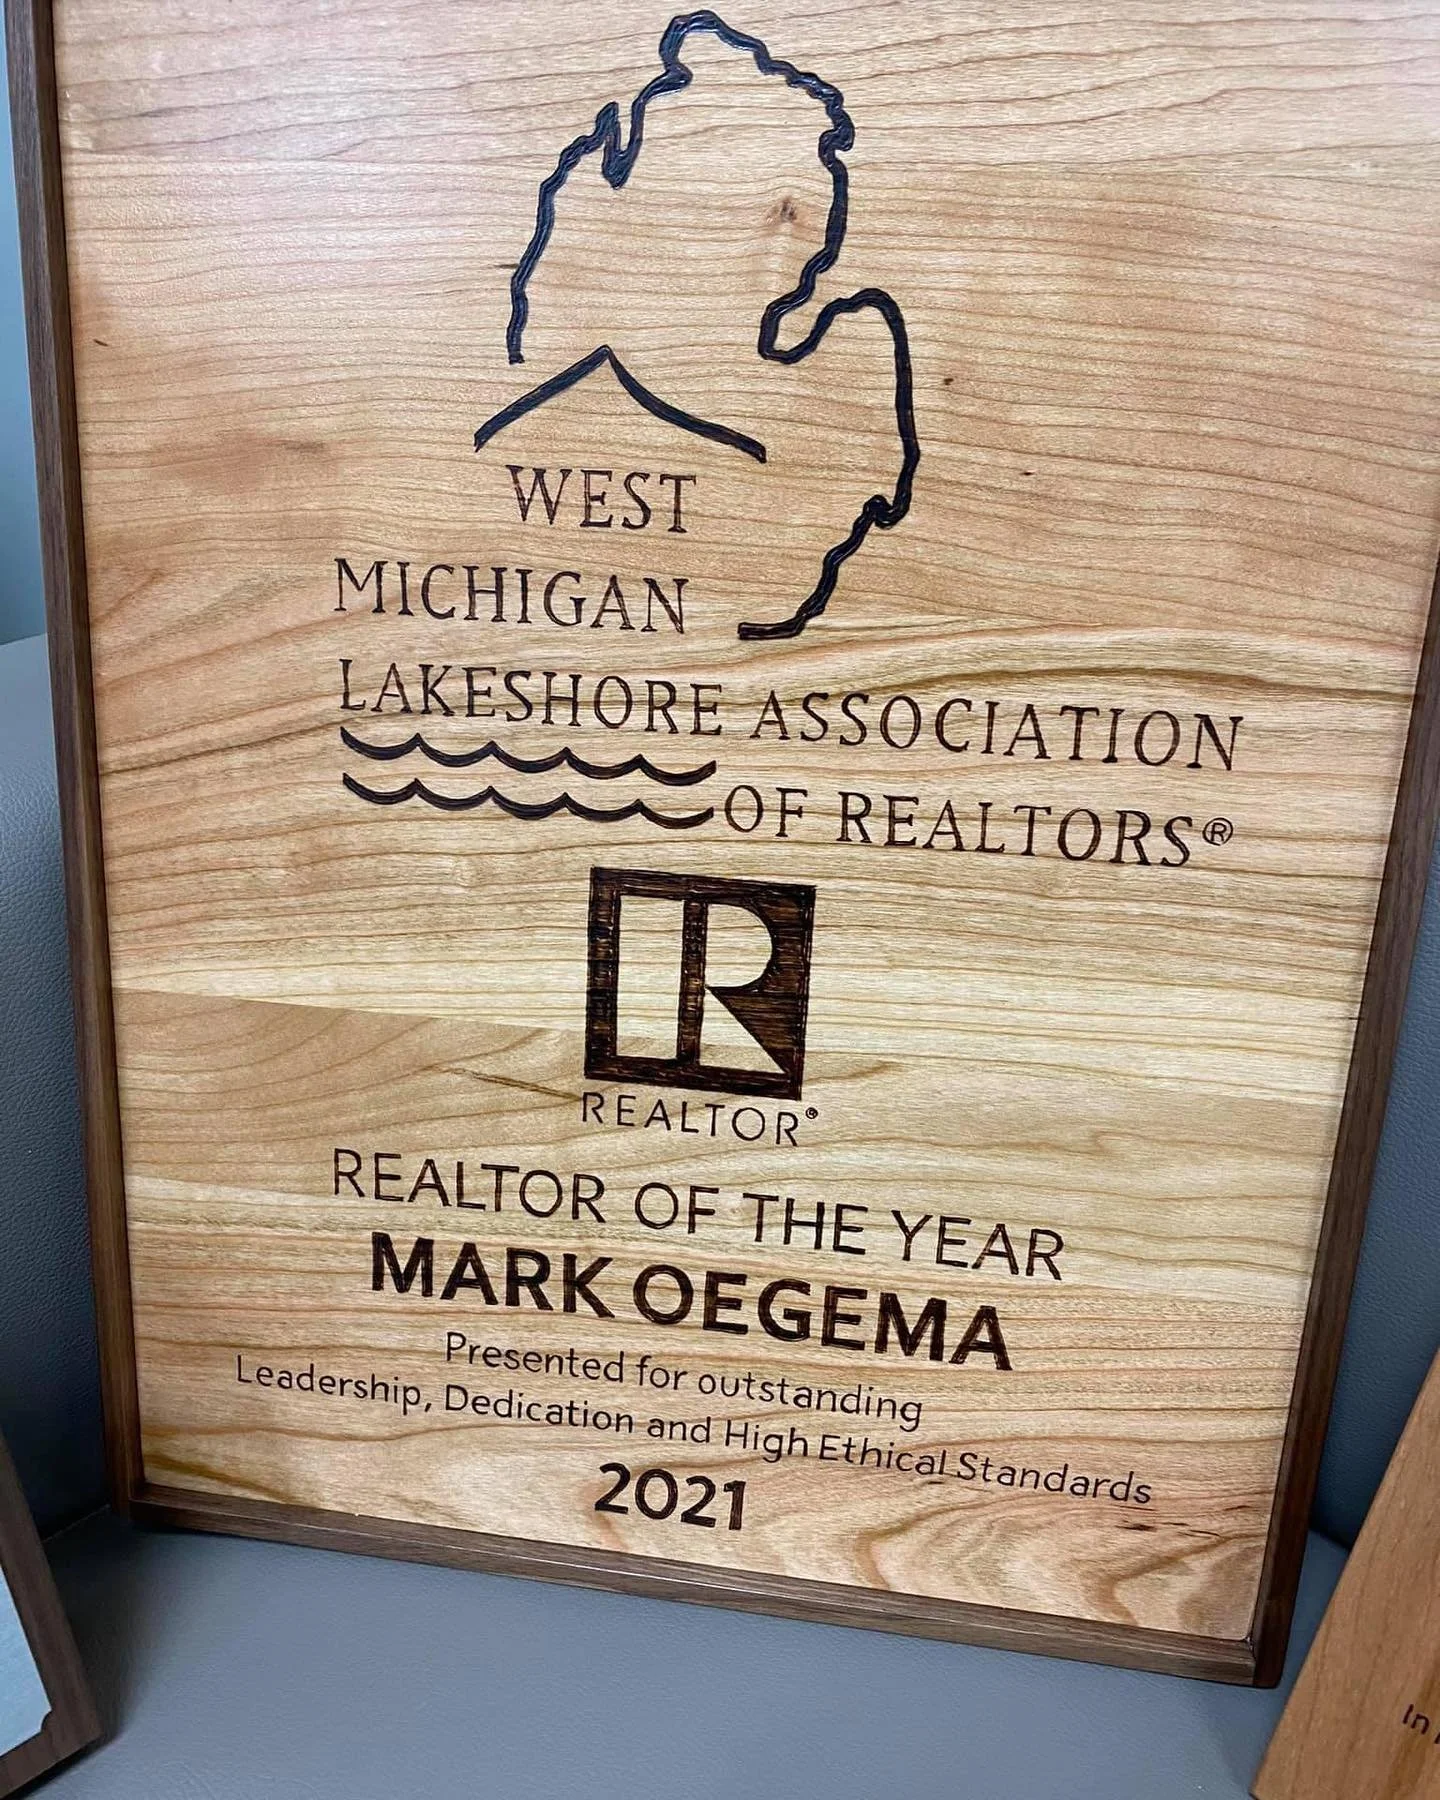 WEST
MICHIGAN
LAKESHORE ASSOCIATION
OF REALTORS®
R
REALTOR®
REALTOR OF THE YEAR
MARK OEGEMA
Presented for outstanding
Leadership, Dedication and High Ethical Standards
2021
In